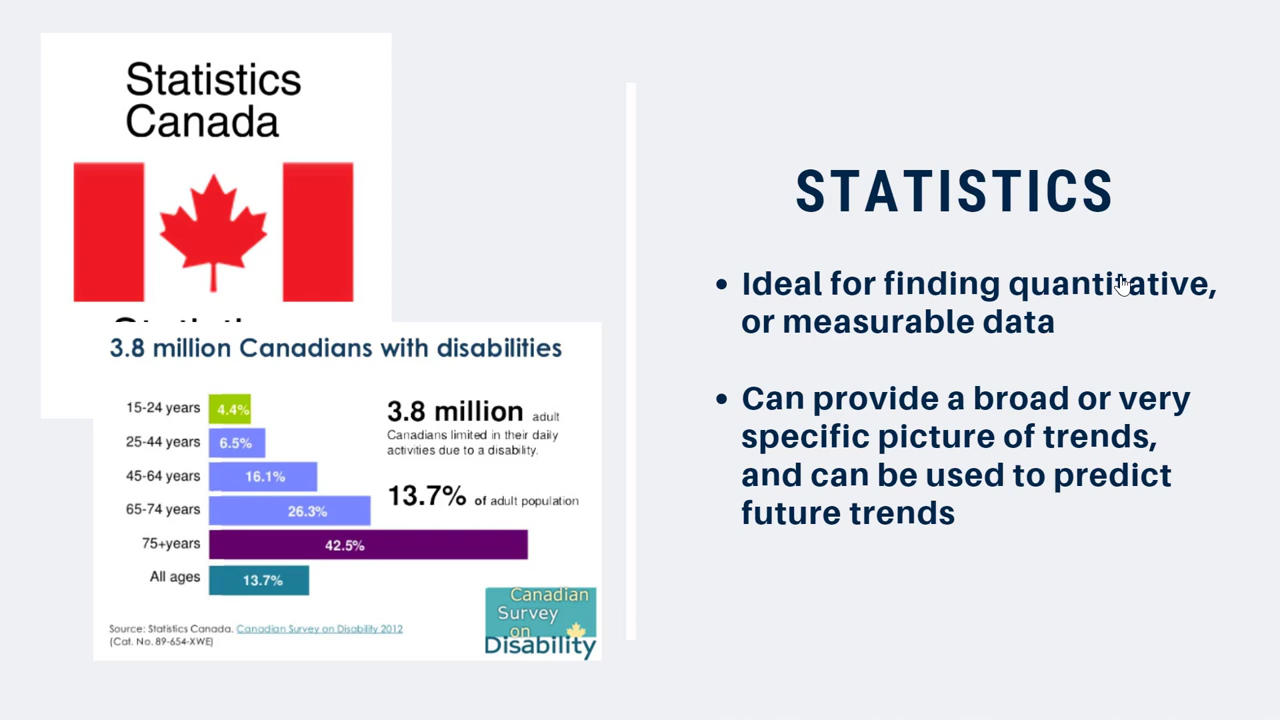 Statistics
Canada
3.8 million Canadians with disabilities
15-24 years 4.4%
25-44 years 6.5%
45-64 years 16.1%
65-74 years 26.3%
75+years 42.5%
All ages 13.7%
3.8 million adult
Canadians limited in their daily
activities due to a disability.
13.7% of adult population
Source: Statistics Canada. Canadian Survey on Disability 2012
(Cat. No. 89-654-XWE)
Canadian
Survey
on
Disability
STATISTICS
• Ideal for finding quantitative,
or measurable data
• Can provide a broad or very
specific picture of trends,
and can be used to predict
future trends